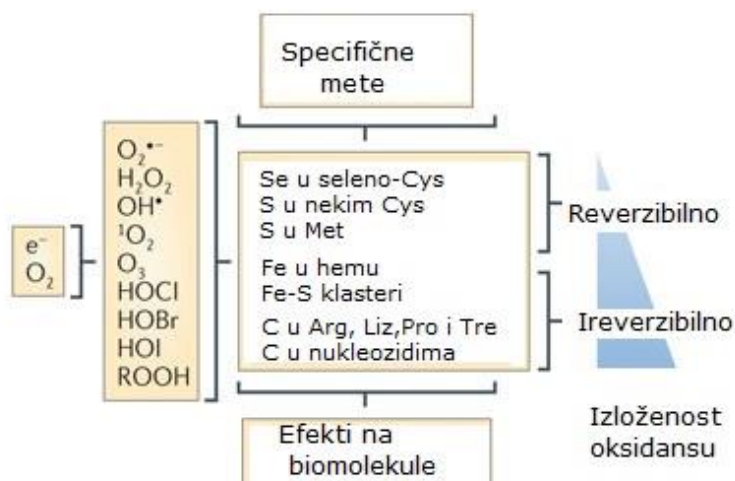 Specifične
mete
e⁻
O₂
O₂•⁻
H₂O₂
OH•
¹O₂
O₃
HOCl
HOBr
HOI
ROOH
Se u seleno-Cys
S u nekim Cys
S u Met
Fe u hemu
Fe-S klasteri
C u Arg, Liz,Pro i Tre
C u nukleozidima
Reverzibilno
Ireverzibilno
Izloženost
oksidansu
Efekti na
biomolekule